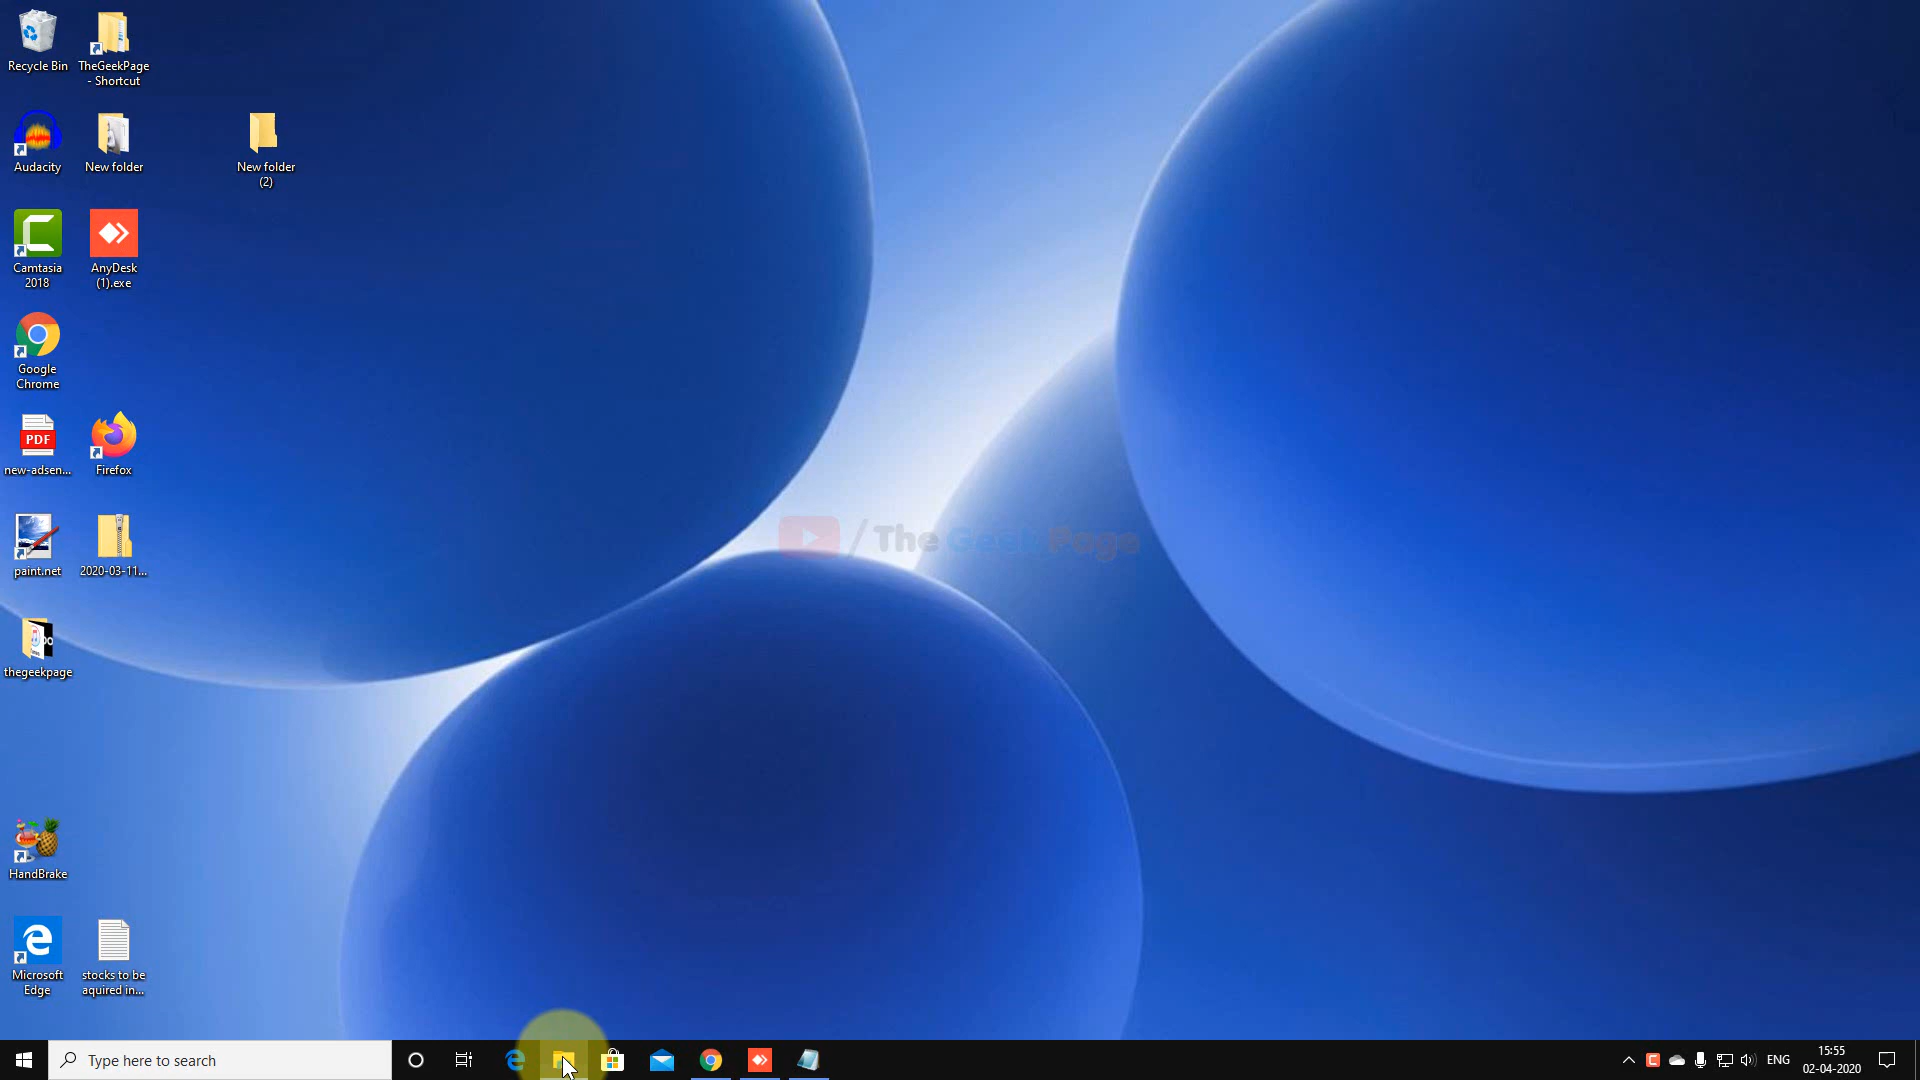 Recycle Bin
TheGeekPage
- Shortcut
Audacity
New folder
New folder
(2)
Camtasia
2018
AnyDesk
(1).exe
Google
Chrome
PDF
new-adsen...
Firefox
/The GeekPage
paint.net
2020-03-11...
thegeekpage
HandBrake
Microsoft
Edge
stocks to be
aquired in...
Type here to search
ENG
15:55
02-04-2020